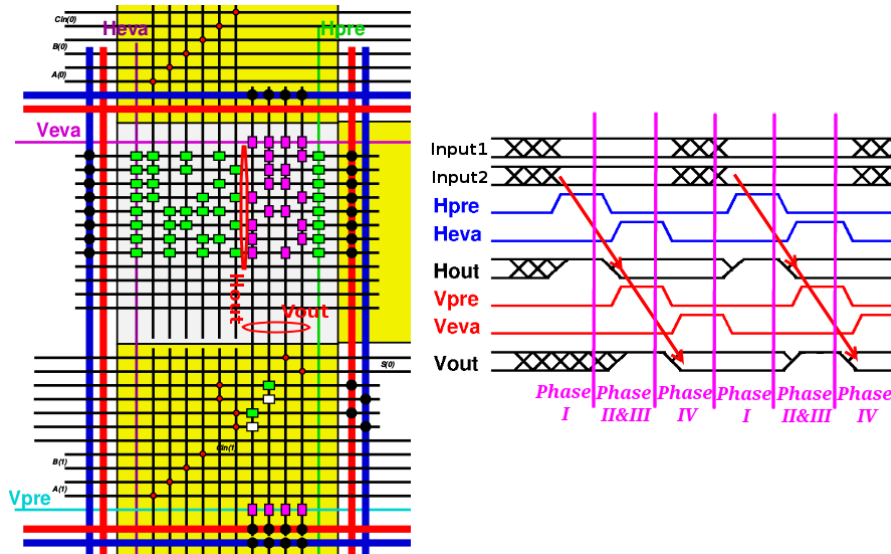 Cin(0)
Heva
Hpre
B(0)
A(0)
Veva
Hout
Vout
S(0)
Cin(1)
B(1)
A(1)
Vpre
Input1
Input2
Hpre
Heva
Hout
Vpre
Veva
Vout
Phase Phase Phase Phase Phase Phase
I II&III IV I II&III IV